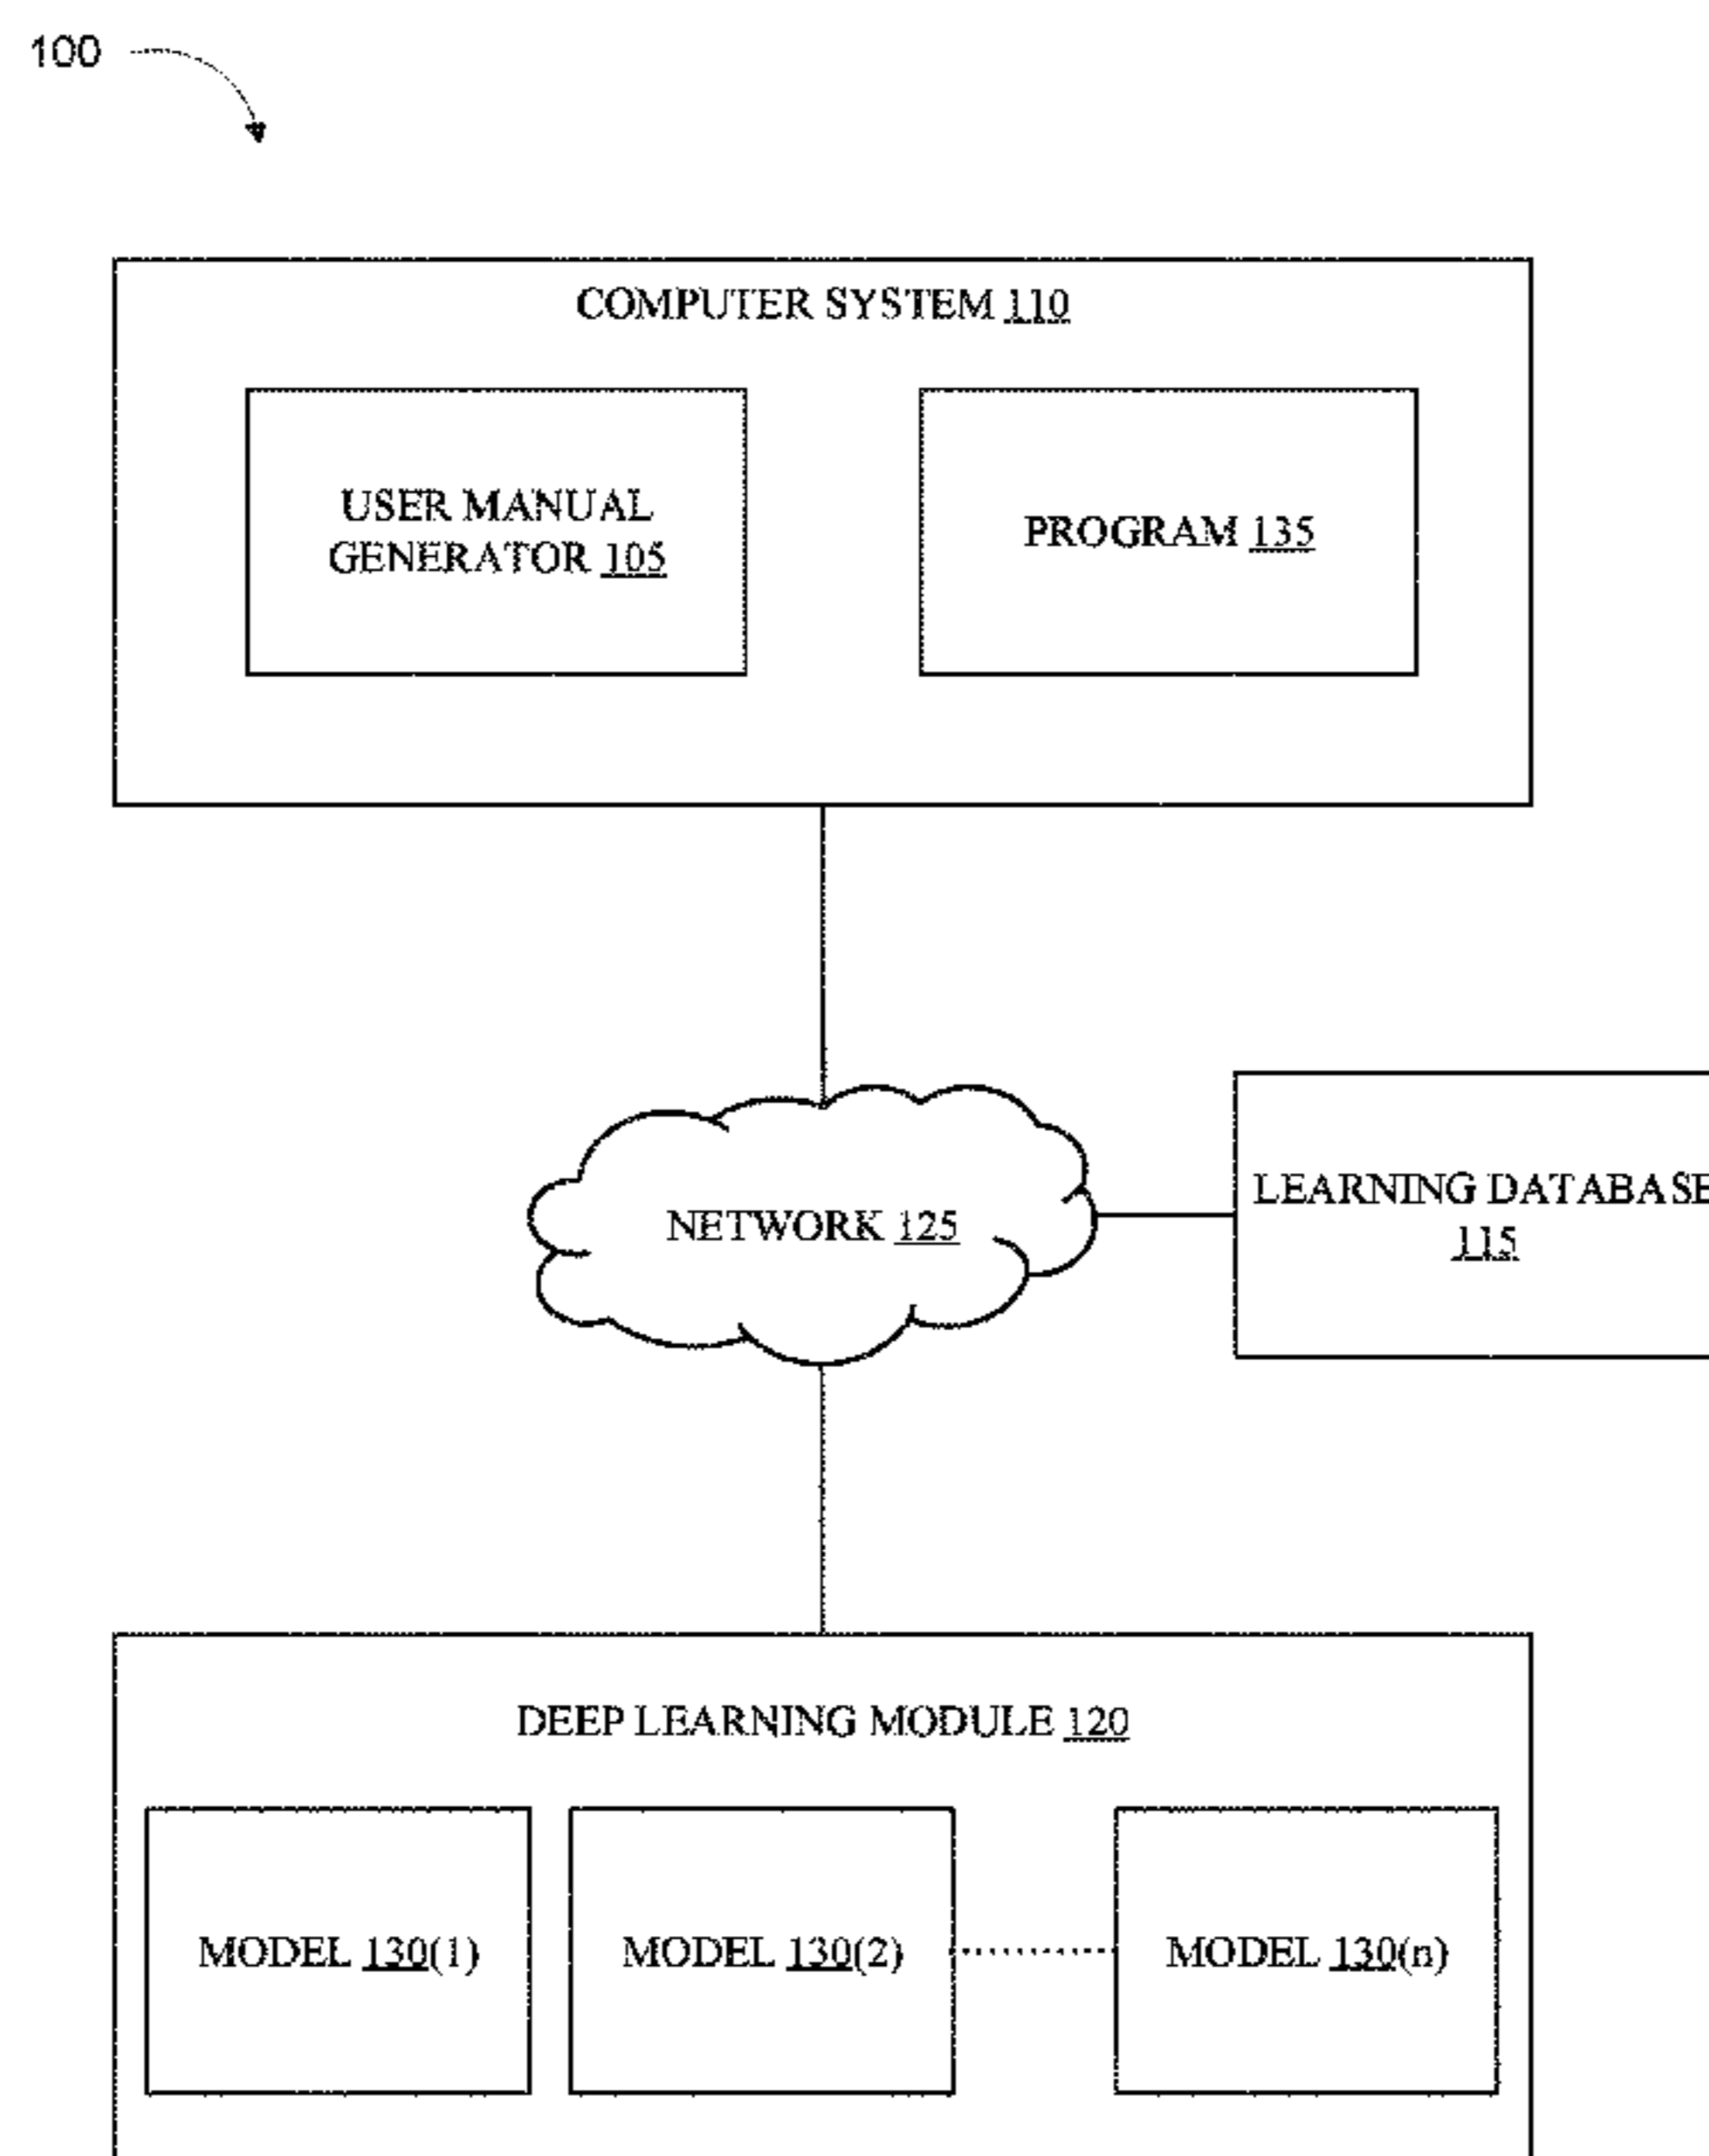 100
COMPUTER SYSTEM 110
USER MANUAL
GENERATOR 105
PROGRAM 135
NETWORK 125
LEARNING DATABASE
115
DEEP LEARNING MODULE 120
MODEL 130(1)
MODEL 130(2)
MODEL 130(n)